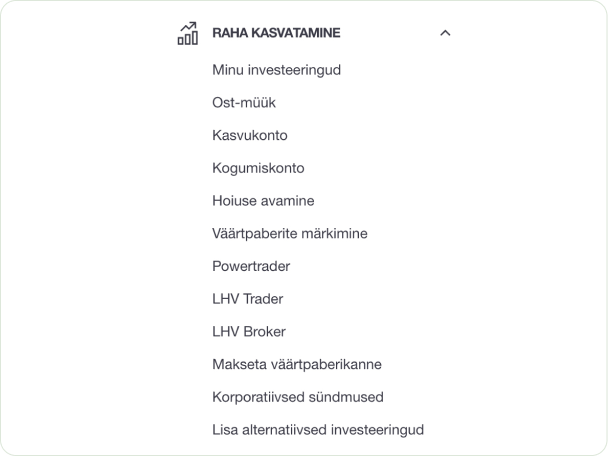 RAHA KASVATAMINE
Minu investeeringud
Ost-müük
Kasvukonto
Kogumiskonto
Hoiuse avamine
Väärtpaberite märkimine
Powertrader
LHV Trader
LHV Broker
Makseta väärtpaberikanne
Korporatiivsed sündmused
Lisa alternatiivsed investeeringud